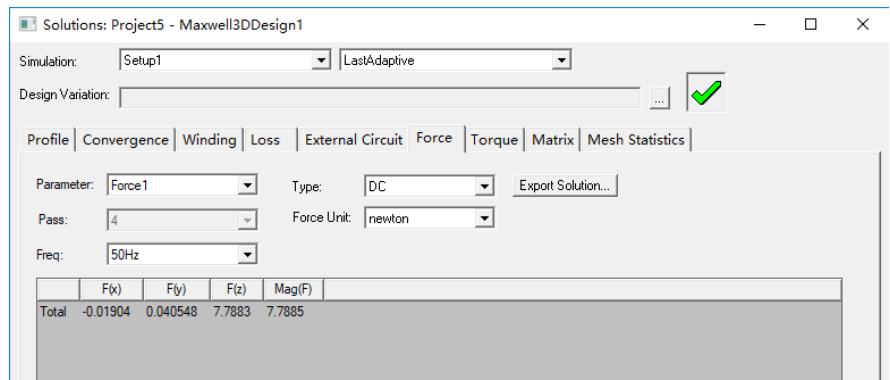 Solutions: Project5 - Maxwell3DDesign1
Simulation: Setup1 LastAdaptive
Design Variation: ...
Profile Convergence Winding Loss External Circuit Force Torque Matrix Mesh Statistics
Parameter: Force1 Type: DC Export Solution...
Pass: 4 Force Unit: newton
Freq: 50Hz
F(x) F(y) F(z) Mag(F)
Total -0.01904 0.040548 7.7883 7.7885